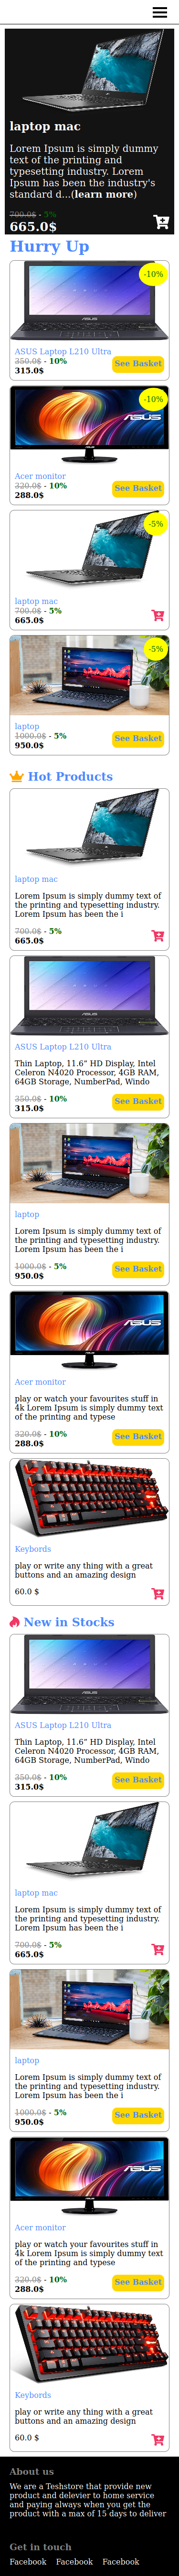 laptop mac
Lorem Ipsum is simply dummy
text of the printing and
typesetting industry. Lorem
Ipsum has been the industry's
standard d...(learn more)
700.0$ - 5%
665.0$
Hurry Up
-10%
ASUS Laptop L210 Ultra
350.0$ - 10%
315.0$
See Basket
-10%
ASUS
Acer monitor
320.0$ - 10%
288.0$
See Basket
-5%
laptop mac
700.0$ - 5%
665.0$
-5%
laptop
1000.0$ - 5%
950.0$
See Basket
Hot Products
laptop mac
Lorem Ipsum is simply dummy text of
the printing and typesetting industry.
Lorem Ipsum has been the i
700.0$ - 5%
665.0$
ASUS Laptop L210 Ultra
Thin Laptop, 11.6” HD Display, Intel
Celeron N4020 Processor, 4GB RAM,
64GB Storage, NumberPad, Windo
350.0$ - 10%
315.0$
See Basket
laptop
Lorem Ipsum is simply dummy text of
the printing and typesetting industry.
Lorem Ipsum has been the i
1000.0$ - 5%
950.0$
See Basket
ASUS
Acer monitor
play or watch your favourites stuff in
4k Lorem Ipsum is simply dummy text
of the printing and typese
320.0$ - 10%
288.0$
See Basket
Keybords
play or write any thing with a great
buttons and an amazing design
60.0 $
New in Stocks
ASUS Laptop L210 Ultra
Thin Laptop, 11.6” HD Display, Intel
Celeron N4020 Processor, 4GB RAM,
64GB Storage, NumberPad, Windo
350.0$ - 10%
315.0$
See Basket
laptop mac
Lorem Ipsum is simply dummy text of
the printing and typesetting industry.
Lorem Ipsum has been the i
700.0$ - 5%
665.0$
laptop
Lorem Ipsum is simply dummy text of
the printing and typesetting industry.
Lorem Ipsum has been the i
1000.0$ - 5%
950.0$
See Basket
ASUS
Acer monitor
play or watch your favourites stuff in
4k Lorem Ipsum is simply dummy text
of the printing and typese
320.0$ - 10%
288.0$
See Basket
Keybords
play or write any thing with a great
buttons and an amazing design
60.0 $
About us
We are a Teshstore that provide new
product and delevier to home service
and paying always when you get the
product with a max of 15 days to deliver
Get in touch
Facebook Facebook Facebook